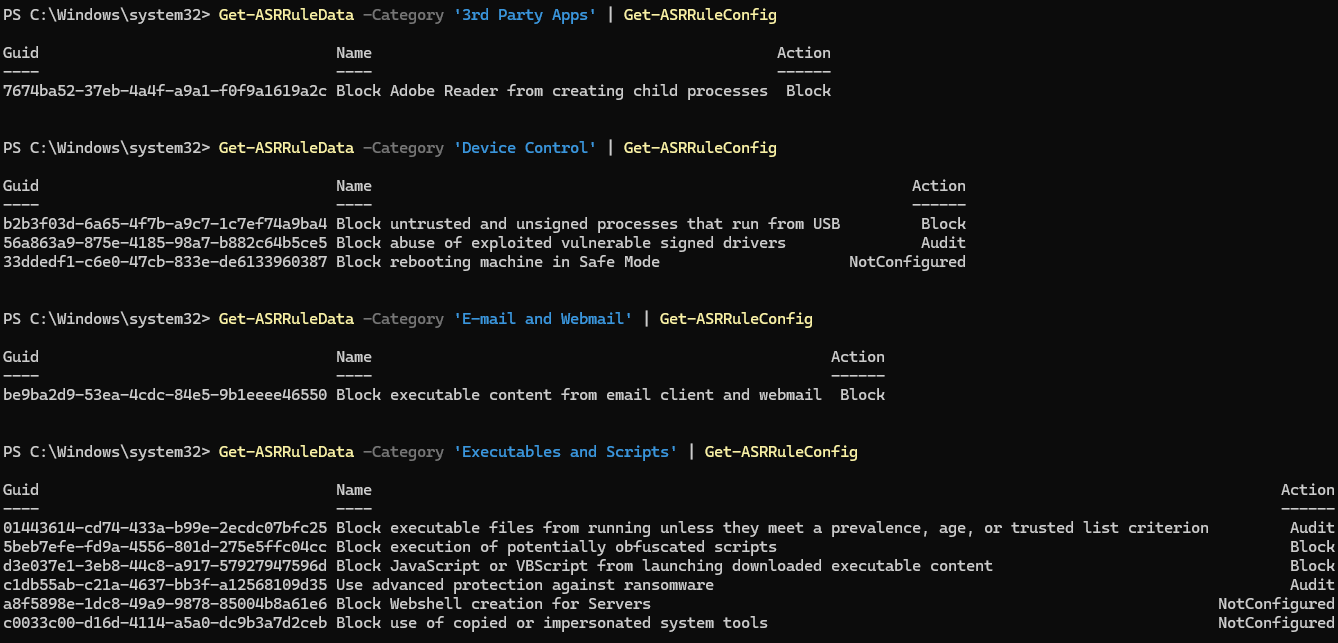 PS C:\Windows\system32> Get-ASRRuleData -Category '3rd Party Apps' | Get-ASRRuleConfig
Guid Name Action
---- ---- ------
7674ba52-37eb-4a4f-a9a1-f0f9a1619a2c Block Adobe Reader from creating child processes Block
PS C:\Windows\system32> Get-ASRRuleData -Category 'Device Control' | Get-ASRRuleConfig
Guid Name Action
---- ---- ------
b2b3f03d-6a65-4f7b-a9c7-1c7ef74a9ba4 Block untrusted and unsigned processes that run from USB Block
56a863a9-875e-4185-98a7-b882c64b5ce5 Block abuse of exploited vulnerable signed drivers Audit
33ddedf1-c6e0-47cb-833e-de6133960387 Block rebooting machine in Safe Mode NotConfigured
PS C:\Windows\system32> Get-ASRRuleData -Category 'E-mail and Webmail' | Get-ASRRuleConfig
Guid Name Action
---- ---- ------
be9ba2d9-53ea-4cdc-84e5-9b1eeee46550 Block executable content from email client and webmail Block
PS C:\Windows\system32> Get-ASRRuleData -Category 'Executables and Scripts' | Get-ASRRuleConfig
Guid Name Action
---- ---- ------
01443614-cd74-433a-b99e-2ecdc07bfc25 Block executable files from running unless they meet a prevalence, age, or trusted list criterion Audit
5beb7efe-fd9a-4556-801d-275e5ffc04cc Block execution of potentially obfuscated scripts Block
d3e037e1-3eb8-44c8-a917-57927947596d Block JavaScript or VBScript from launching downloaded executable content Block
c1db55ab-c21a-4637-bb3f-a12568109d35 Use advanced protection against ransomware Audit
a8f5898e-1dc8-49a9-9878-85004b8a61e6 Block Webshell creation for Servers NotConfigured
c0033c00-d16d-4114-a5a0-dc9b3a7d2ceb Block use of copied or impersonated system tools NotConfigured